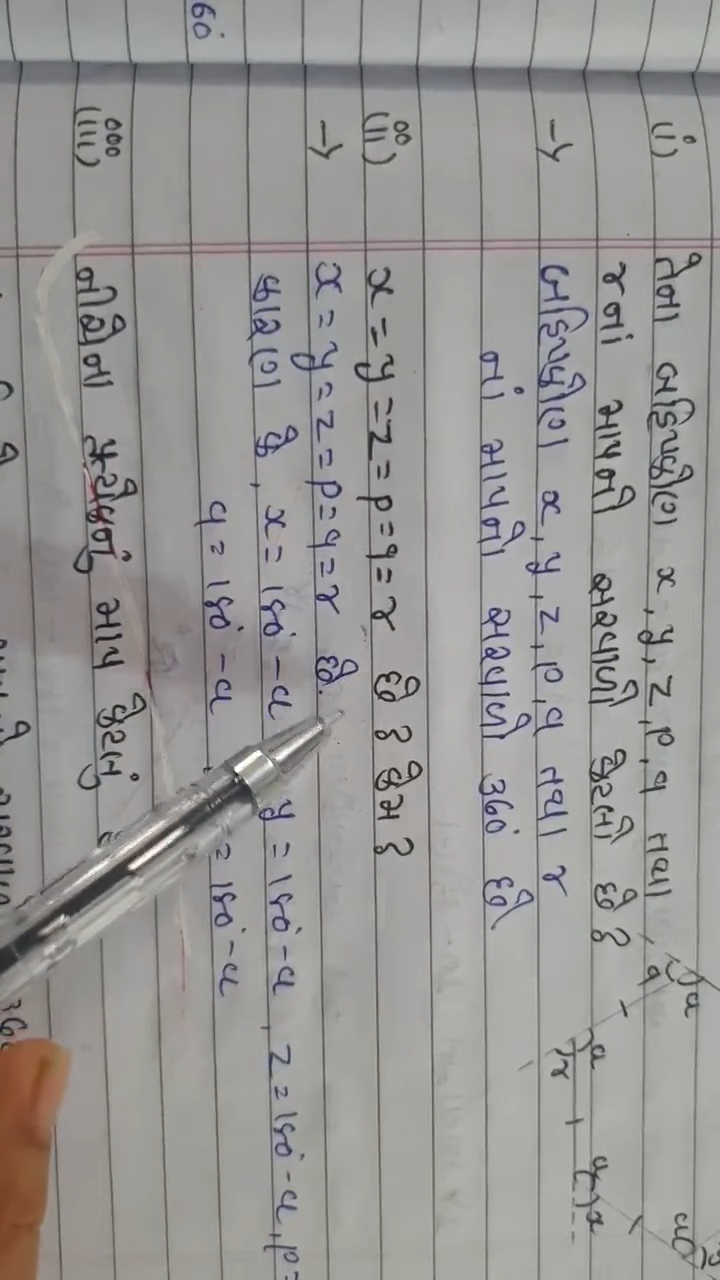 60
(i) તેના બહિષ્કોણ x, y, z, p, q તથા
rનાં માપનો સરવાળો કેટલો છે ?
→ બહિષ્કોણ x, y, z, p, q તથા r
નાં માપનો સરવાળો 360° છે
(ii) x = y = z = p = q = r છે ? કેમ ?
→ x = y = z = p = q = r છે.
કારણ કે, x = 180° - a y = 180° - a, z = 180° - a, p =
q = 180° - a = 180° - a
(iii) નીચેના પ્રત્યેકનું માપ કેટલું